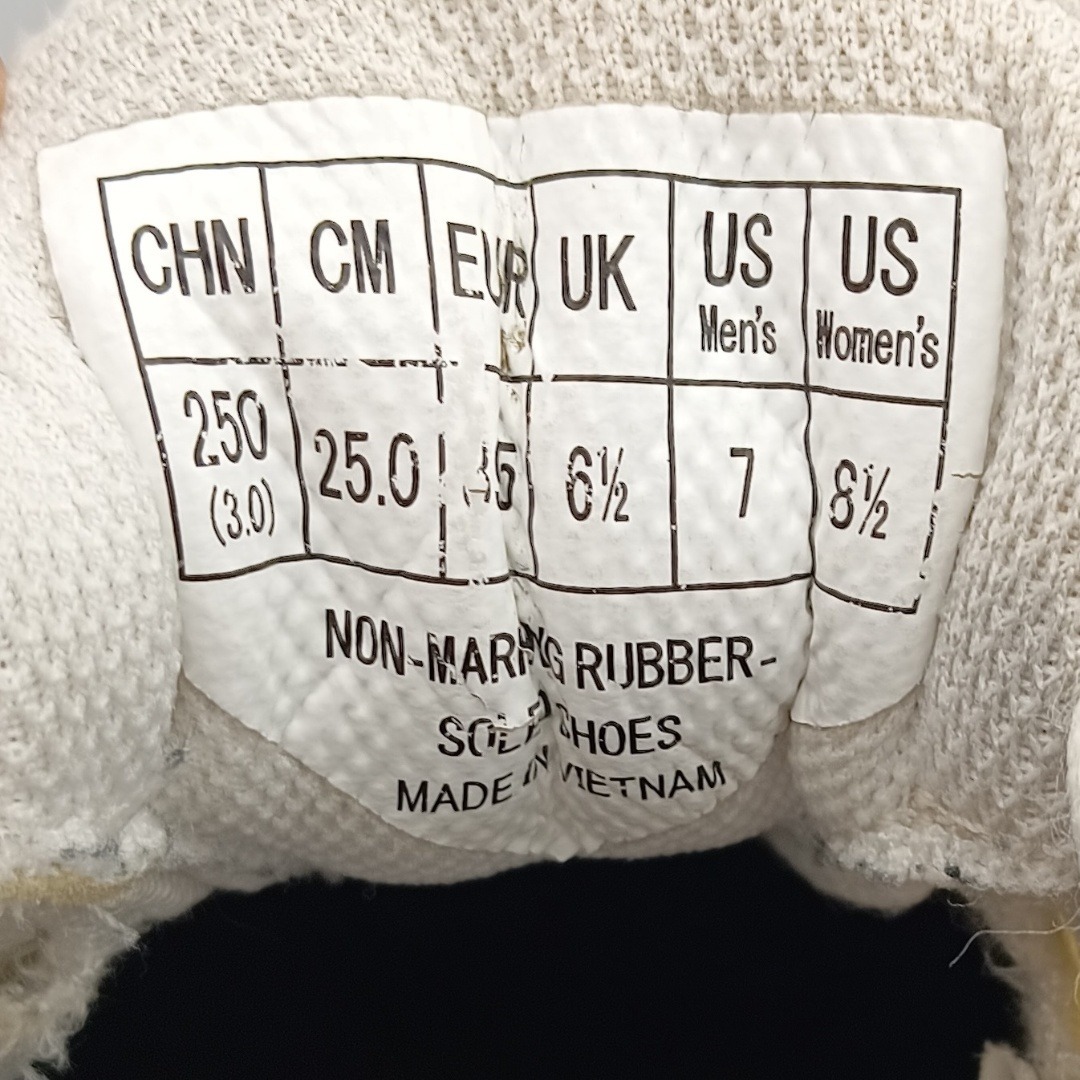 CHN CM EUR UK US Men's US Women's
250 (3.0) 25.0 6½ 7 8½
NON-MARKING RUBBER-
SOLED SHOES
MADE IN VIETNAM